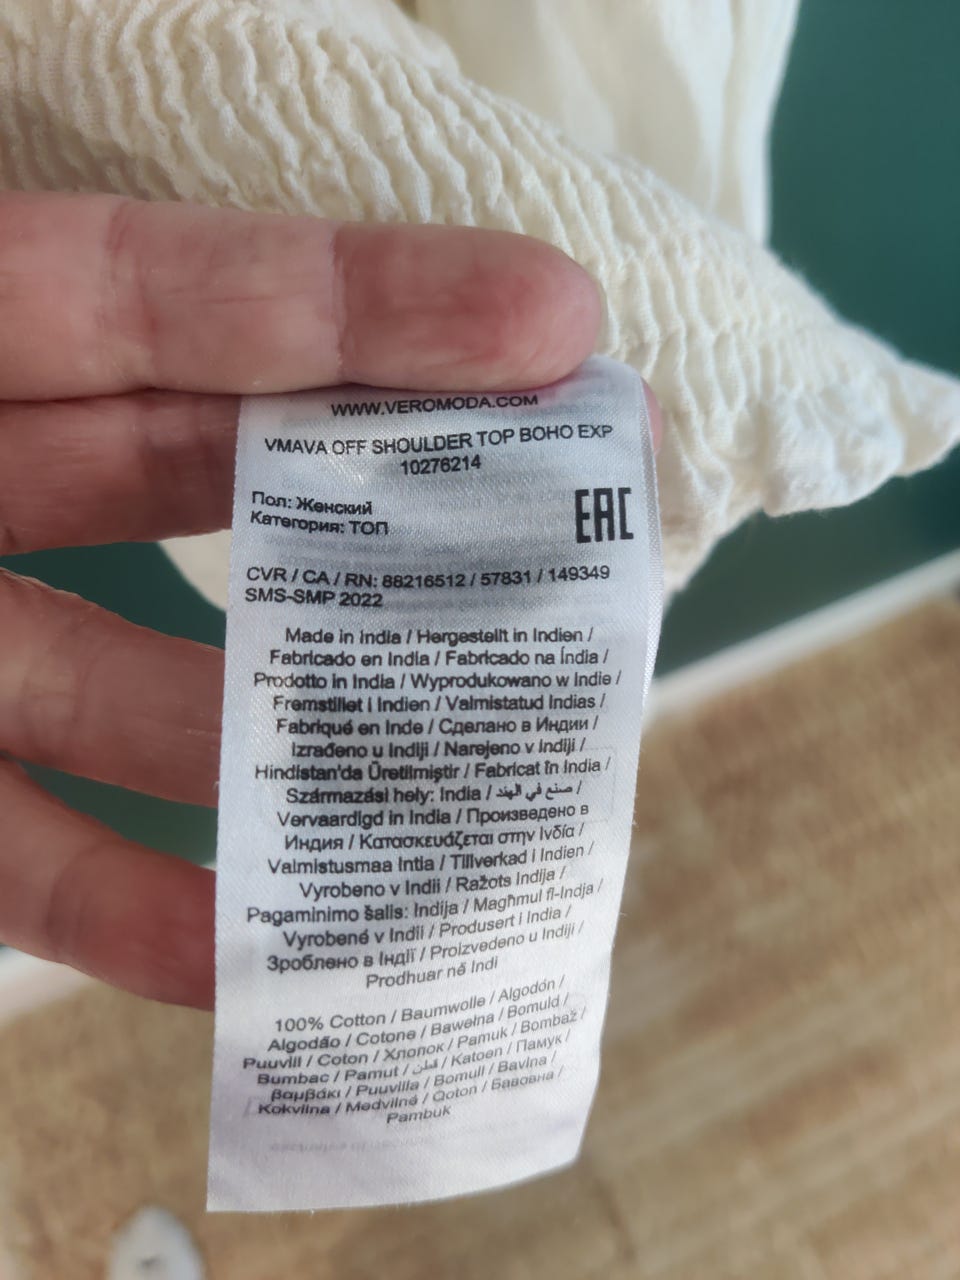 WWW.VEROMODA.COM
VMAVA OFF SHOULDER TOP BOHO EXP
10276214
Пол: Женский
Категория: ТОП
EAC
CVR / CA / RN: 88216512 / 57831 / 149349
SMS-SMP 2022
Made in India / Hergestellt in Indien /
Fabricado en India / Fabricado na Índia /
Prodotto in India / Wyprodukowano w Indie /
Fremstillet i Indien / Valmistatud Indias /
Fabriqué en Inde / Сделано в Индии /
Izrađeno u Indiji / Narejeno v Indiji /
Hindistan'da Üretilmiştir / Fabricat în India /
Származási hely: India / صنع في الهند /
Vervaardigd in India / Произведено в
Индия / Κατασκευάζεται στην Ινδία /
Valmistusmaa Intia / Tillverkad i Indien /
Vyrobeno v Indii / Ražots Indija /
Pagaminimo šalis: Indija / Magħmul fl-Indja /
Vyrobené v Indii / Produsert i India /
Зроблено в Індії / Proizvedeno u Indiji /
Prodhuar në Indi
100% Cotton / Baumwolle / Algodón /
Algodão / Cotone / Bawełna / Bomuld /
Puuvill / Coton / Хлопок / Pamuk / Bombaž /
Bumbac / Pamut / قطن / Katoen / Памук /
βαμβάκι / Puuvilla / Bomull / Bavlna /
Kokvilna / Medvilnė / Qoton / Бавовна /
Pambuk